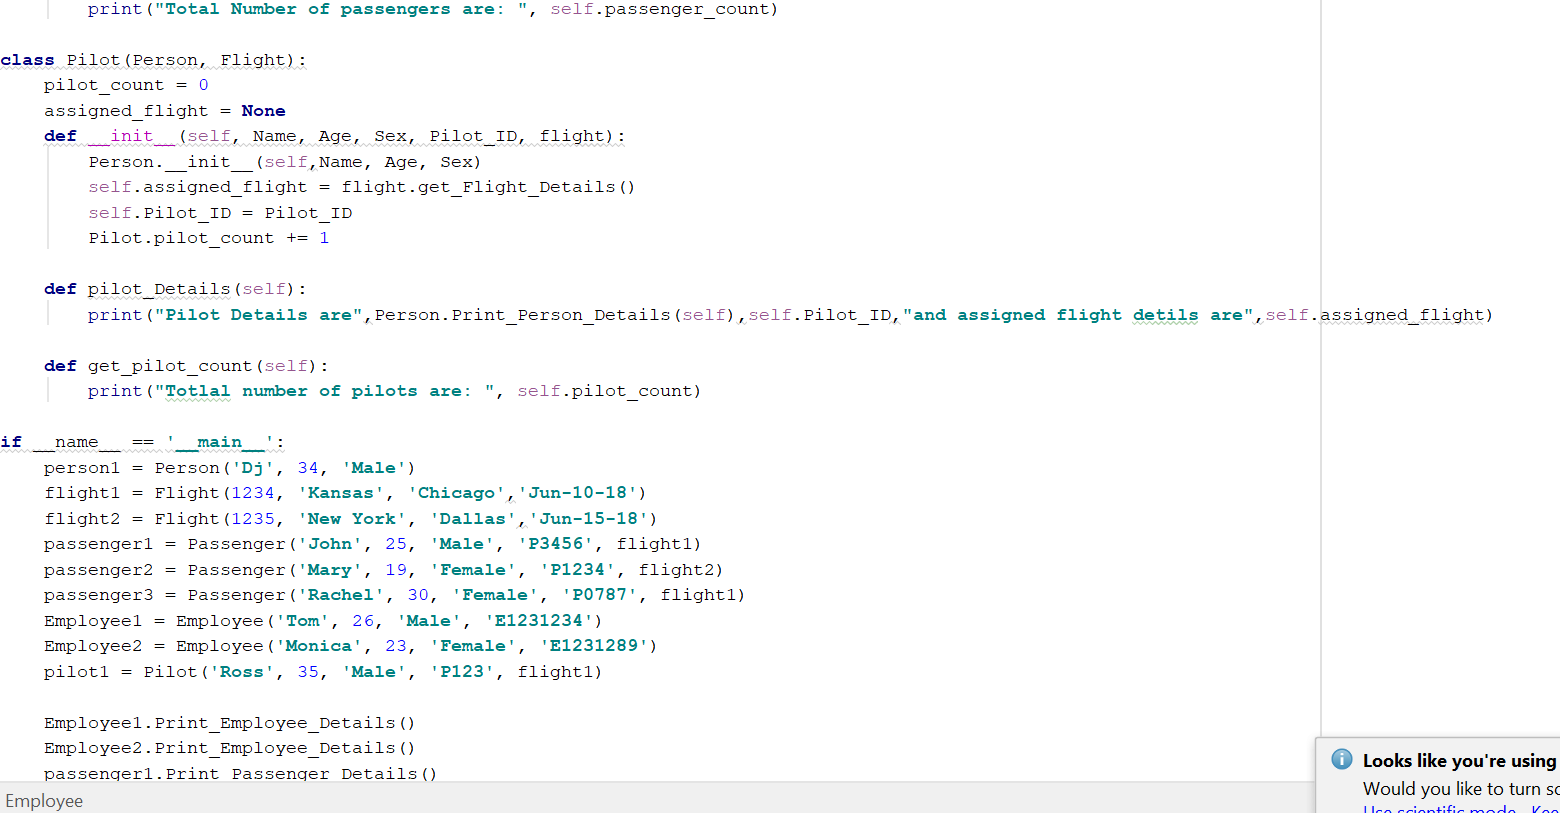 print("Total Number of passengers are: ", self.passenger_count)
class Pilot(Person, Flight):
pilot_count = 0
assigned_flight = None
def __init__(self, Name, Age, Sex, Pilot_ID, flight):
Person.__init__(self,Name, Age, Sex)
self.assigned_flight = flight.get_Flight_Details()
self.Pilot_ID = Pilot_ID
Pilot.pilot_count += 1
def pilot_Details(self):
print("Pilot Details are",Person.Print_Person_Details(self),self.Pilot_ID,"and assigned flight detils are",self.assigned_flight)
def get_pilot_count(self):
print("Totlal number of pilots are: ", self.pilot_count)
if __name__ == '__main__':
person1 = Person('Dj', 34, 'Male')
flight1 = Flight(1234, 'Kansas', 'Chicago','Jun-10-18')
flight2 = Flight(1235, 'New York', 'Dallas','Jun-15-18')
passenger1 = Passenger('John', 25, 'Male', 'P3456', flight1)
passenger2 = Passenger('Mary', 19, 'Female', 'P1234', flight2)
passenger3 = Passenger('Rachel', 30, 'Female', 'P0787', flight1)
Employee1 = Employee('Tom', 26, 'Male', 'E1231234')
Employee2 = Employee('Monica', 23, 'Female', 'E1231289')
pilot1 = Pilot('Ross', 35, 'Male', 'P123', flight1)
Employee1.Print_Employee_Details()
Employee2.Print_Employee_Details()
passenger1.Print_Passenger_Details()
Employee
Looks like you're using
Would you like to turn sc
Use scientific mode Kee